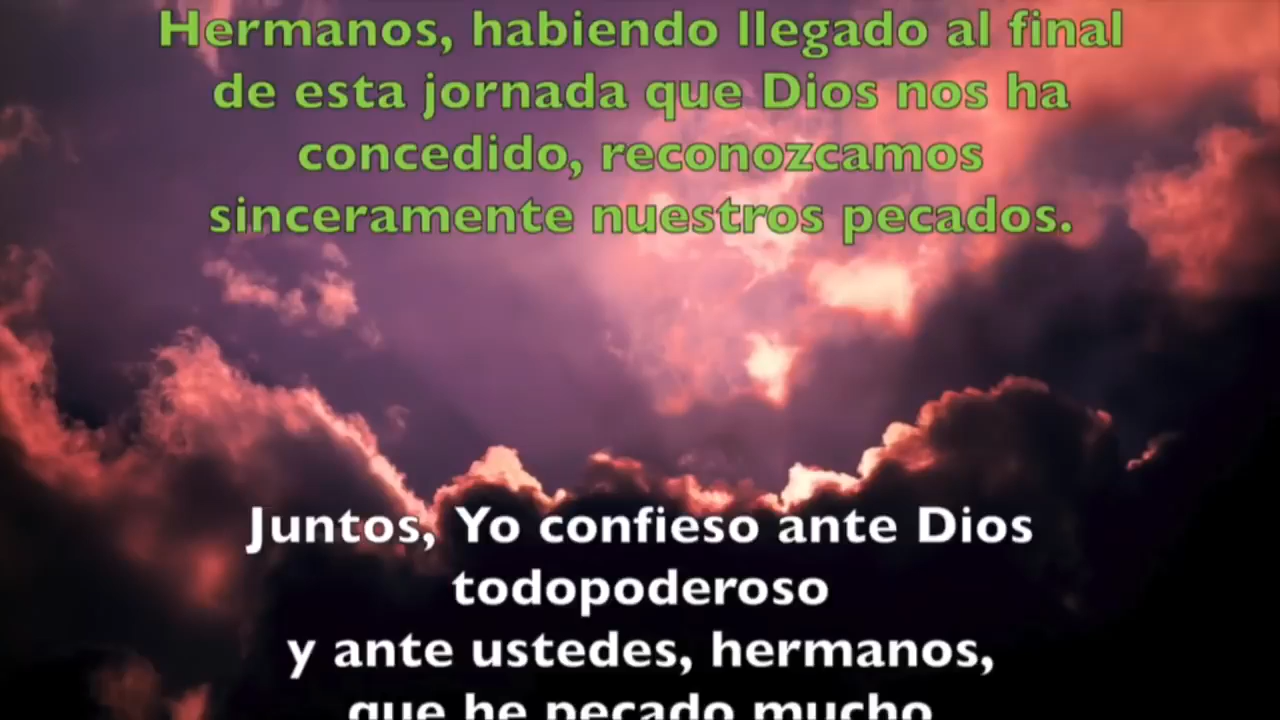 Hermanos, habiendo llegado al final
de esta jornada que Dios nos ha
concedido, reconozcamos
sinceramente nuestros pecados.
Juntos, Yo confieso ante Dios
todopoderoso
y ante ustedes, hermanos,
que he pecado mucho